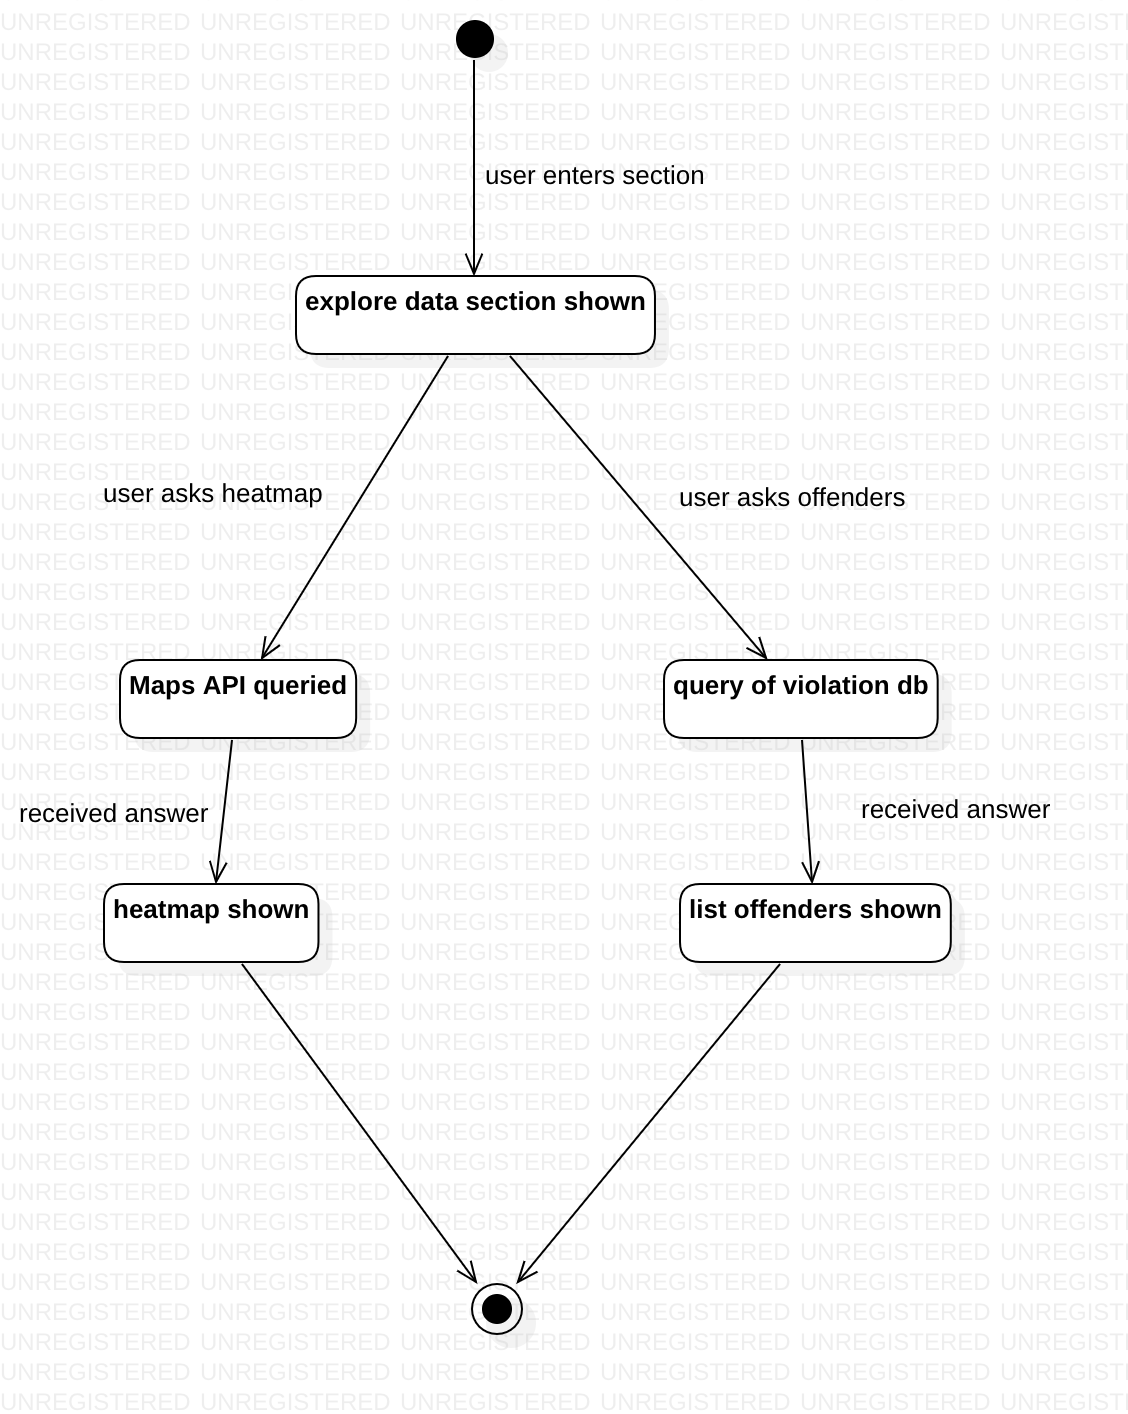 user enters section
explore data section shown
user asks heatmap
user asks offenders
Maps API queried
query of violation db
received answer
received answer
heatmap shown
list offenders shown